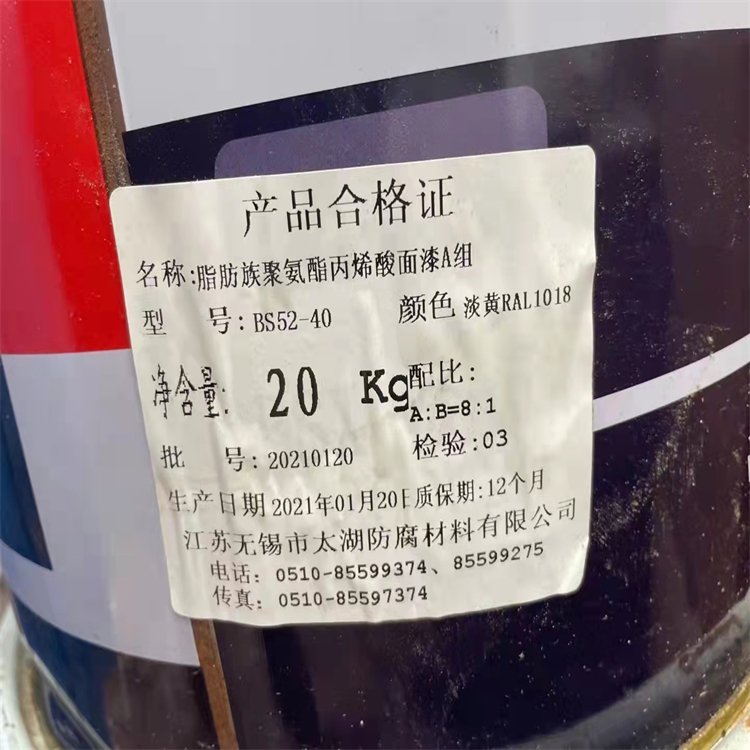 产品合格证
名称:脂肪族聚氨酯丙烯酸面漆A组
型 号: BS52-40 颜色 淡黄RAL1018
净含量: 20 Kg 配比:
A:B=8:1
批 号: 20210120 检验:03
生产日期 2021年01月20日质保期:12个月
江苏无锡市太湖防腐材料有限公司
电话: 0510-85599374、85599275
传真: 0510-85597374